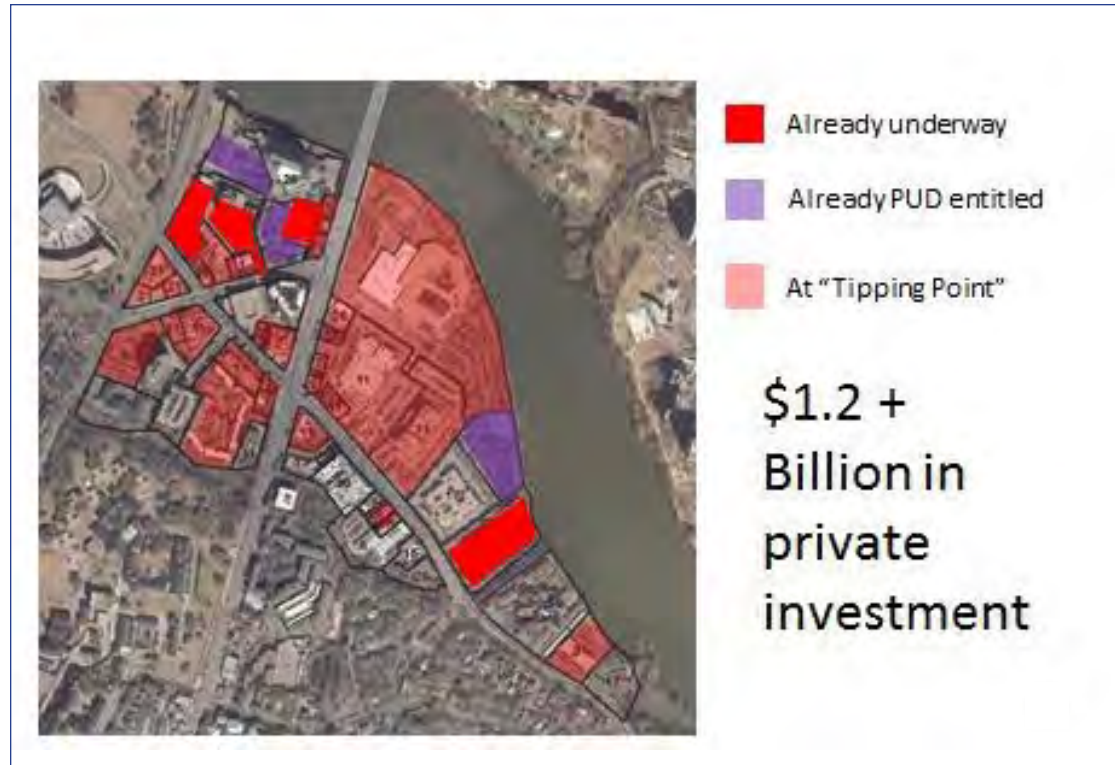 Already underway
Already PUD entitled
At “Tipping Point”
$1.2 +
Billion in
private
investment